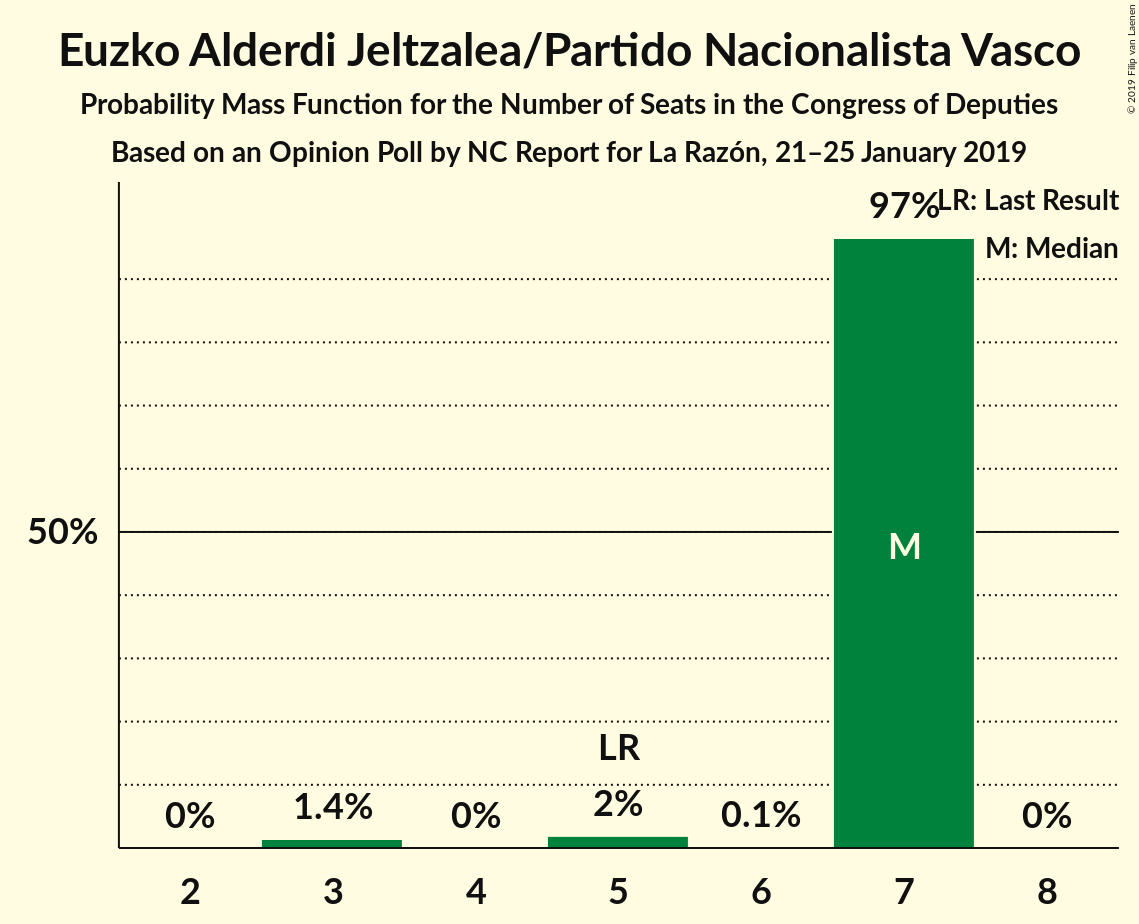 Euzko Alderdi Jeltzalea/Partido Nacionalista Vasco
Probability Mass Function for the Number of Seats in the Congress of Deputies
Based on an Opinion Poll by NC Report for La Razón, 21–25 January 2019
© 2019 Filip van Laenen
97%
LR: Last Result
M: Median
50%
M
LR
0%
1.4%
0%
2%
0.1%
0%
2 3 4 5 6 7 8